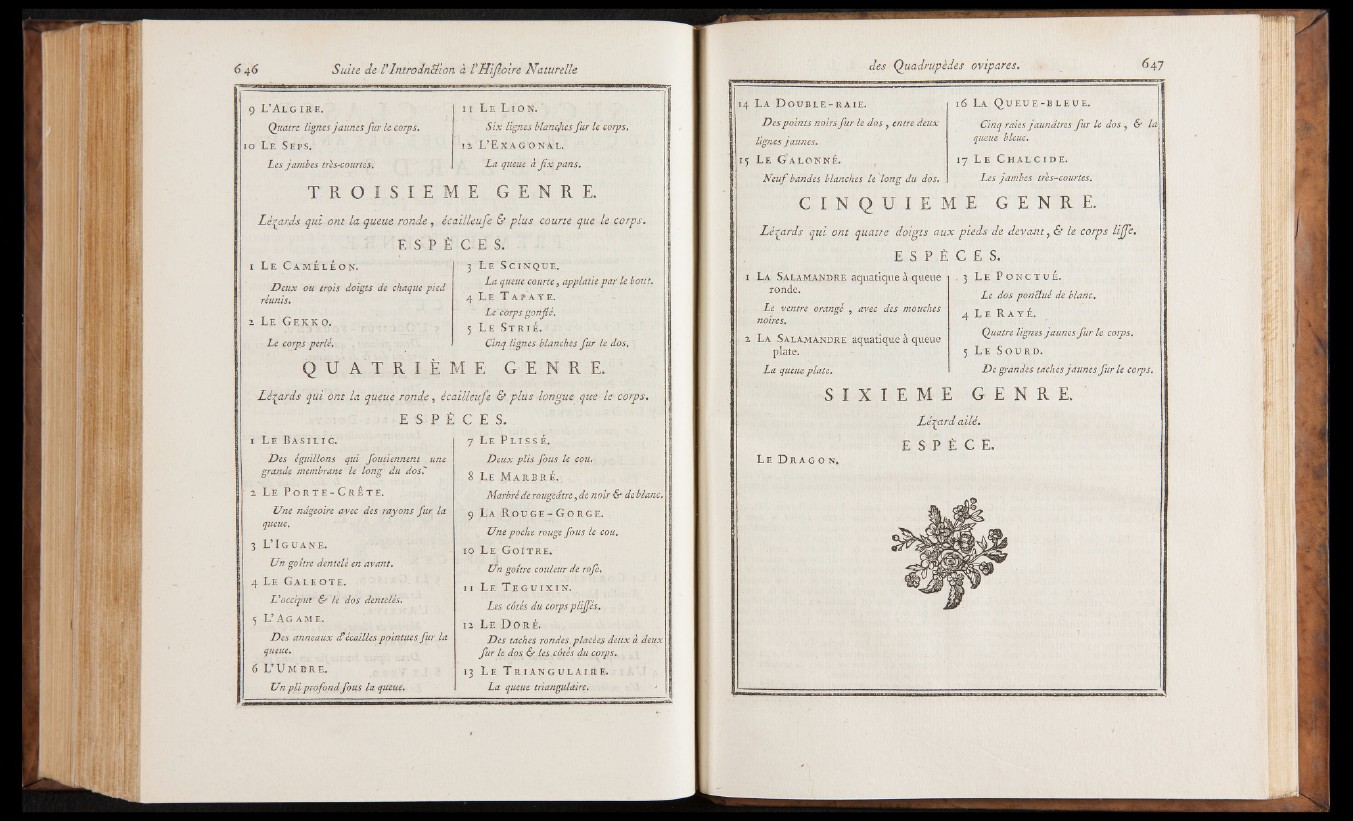 646 Suite de l'Introduction à l'Histoire Naturelle
9 L'ALGIRE.
Quatre lignes jaunes sur le corps.
10 LE SEPS.
Les jambes très-courtes.
11 LE LION.
Six lignes blanches sur le corps.
12 L'EXAGONAL.
La queue à six pans.
TROISIEME GENRE.
Lézards qui ont la queue ronde, écailleuse & plus courte que le corps.
ESPÈCES.
1 LE CAMÉLÉON.
Deux ou trois doigts de chaque pied
réunis.
2 LE GEKKO.
Le corps perlé.
3 LE SCINQUE.
La queue courte, applatie par le bout.
4 LE TAPAYE.
Le corps gonflé.
5 LE STRIÉ.
Cinq lignes blanches sur le dos.
QUATRIÈME GENRE.
Lézards qui ont la queue ronde, écailleuse & plus longue que le corps.
ESPÈCES.
1 LE BASILIC.
Des éguillons qui soutiennent une
grande membrane le long du dos.
2 LE PORTE-CRÊTE.
Une nageoire avec des rayons sur la
queue.
3 L'IGUANE.
Un goître dentelé en avant.
4 LE GALEOTE.
L'occiput & le dos dentelés.
5 L'AGAME.
Des anneaux d'écailles pointues sur la
queue.
6 L'UMBRE.
Un pli profond sous la queue.
7 LE PLISSÉ.
Deux plis sous le cou.
8 LE MARBRÉ.
Marbré de rougeâtre, de noir & de blanc.
9 LA ROUGE-GORGE.
Une poche rouge sous le cou.
10 LE GOÎTRE.
Un goître couleur de rose.
11 LE TEGUIXIN.
Les côtés du corps plissés.
12 LE DORÉ.
Des taches rondes placées deux à deux
sur le dos & les côtés du corps.
13 LE TRIANGULAIRE.
La queue triangulaire.
des Quadrupèdes ovipares. 647
14 LA DOUBLE-RAIE.
Des points noirs sur le dos, entre deux
lignes jaunes.
15 LE GALONNÉ.
Neuf bandes blanches le long du dos.
16 LA QUEUE-BLEUE.
Cinq raies jaunâtres sur le dos, & la
queue bleue.
17 LE CHALCIDE.
Les jambes très-courtes.
CINQUIEME GENRE.
Lézards qui ont quatre doigts aux pieds de devant, & le corps lisse.
ESPÈCES.
1 LA SALAMANDRE aquatique à queue
ronde.
Le ventre orangé, avec des mouches
noires.
2 LA SALAMANDRE aquatique à queue
plate.
La queue plate.
3 LE PONCTUÉ.
Le dos ponctué de blanc.
4 LE RAYÉ.
Quatre lignes jaunes sur le corps.
5 LE SOURD.
De grandes taches jaunes sur le corps.
SIXIEME GENRE.
Lézard ailé.
ESPÈCE.
LE DRAGON.